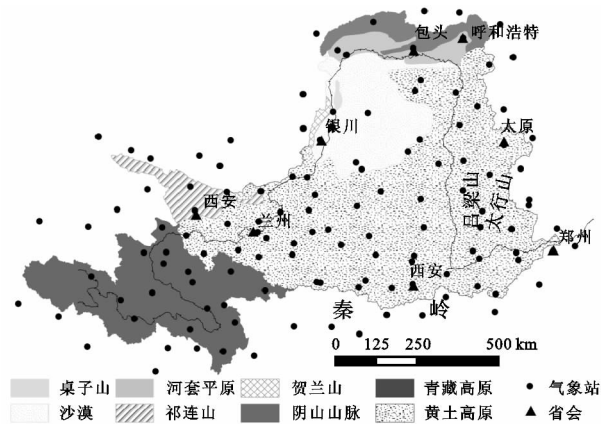 包头
呼和浩特
银川
太原
西安
兰州
吕梁山
太行山
郑州
西安
秦
岭
0 125 250 500 km
桌子山 河套平原 贺兰山 青藏高原 气象站
沙漠 祁连山 阴山山脉 黄土高原 省会